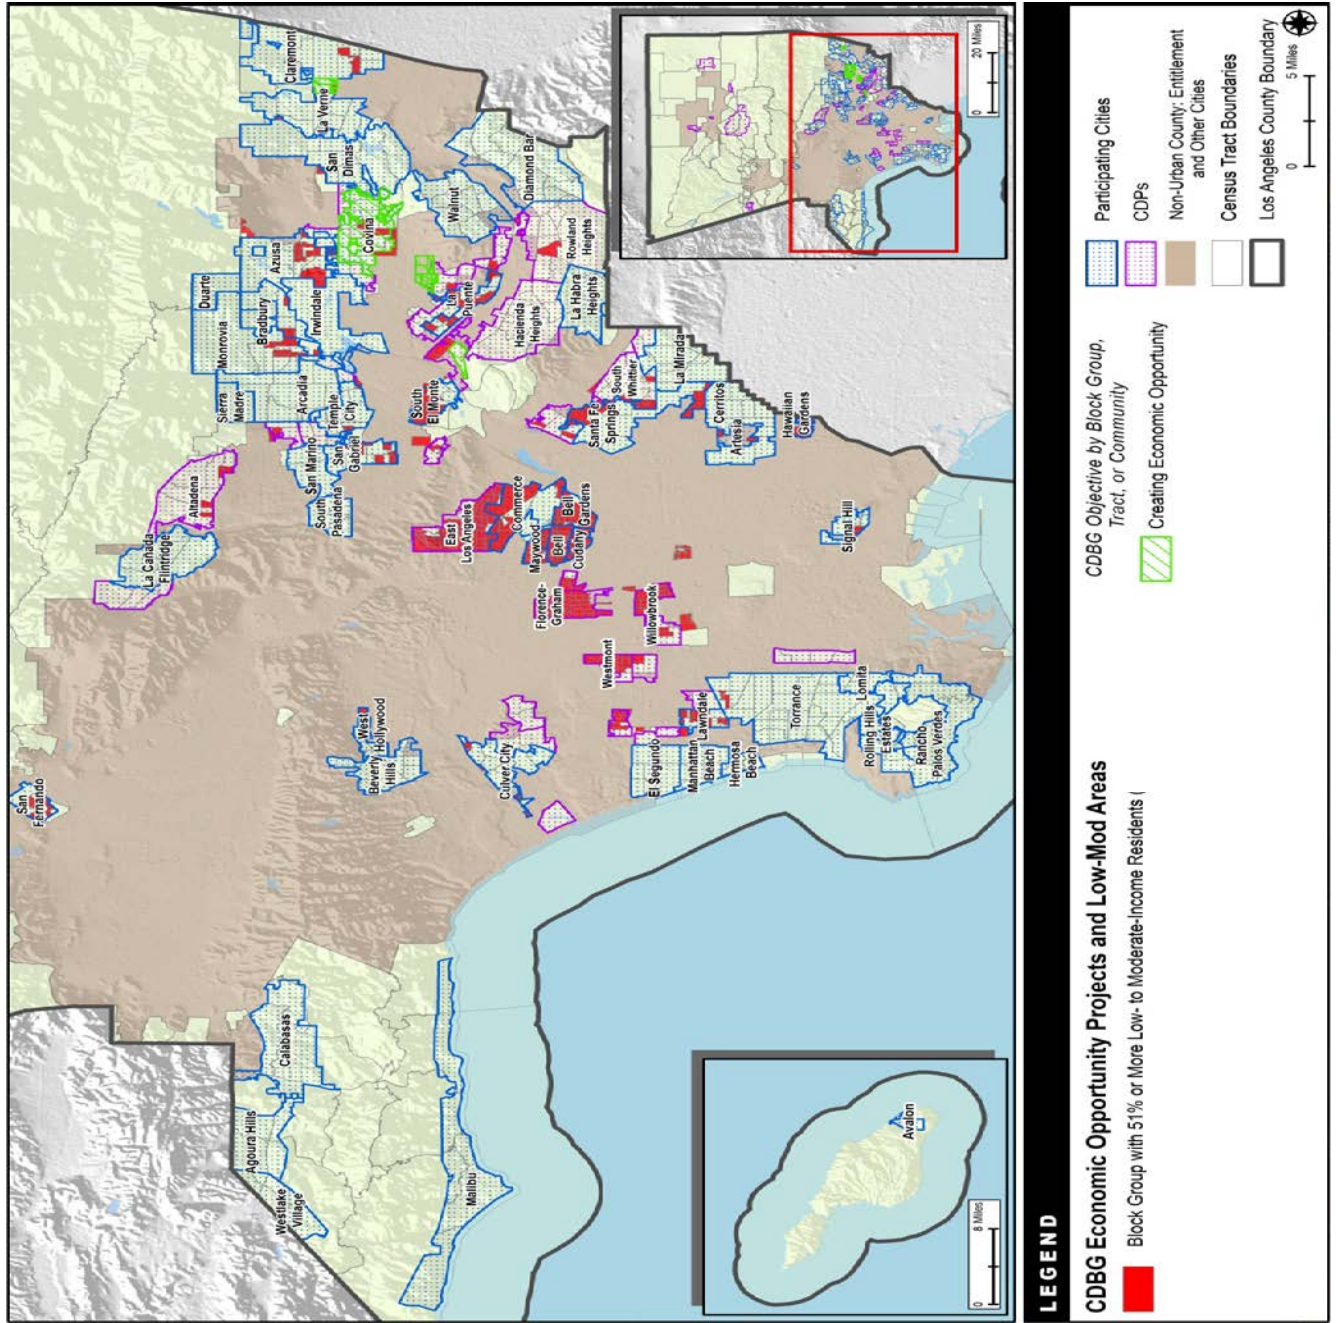 San
Fernando
La Cañada
Flintridge
Altadena
Sierra
Madre
Monrovia
Duarte
Bradbury
Azusa
Irwindale
Arcadia
Temple
City
San Marino
San
Gabriel
South
Pasadena
Covina
San
Dimas
La Verne
Claremont
Walnut
Diamond Bar
Rowland
Heights
La Habra
Heights
Hacienda
Heights
La
Puente
South
El Monte
East
Los Angeles
Commerce
Maywood
Bell
Cudahy
Bell
Gardens
Florence-
Graham
Willowbrook
Westmont
Santa Fe
Springs
South
Whittier
La Mirada
Cerritos
Artesia
Hawaiian
Gardens
Signal Hill
West
Hollywood
Beverly
Hills
Culver City
El Segundo
Manhattan
Beach
Hermosa
Beach
Lawndale
Torrance
Lomita
Rolling Hills
Estates
Rancho
Palos Verdes
Calabasas
Agoura Hills
Westlake
Village
Malibu
Avalon
0 8 Miles
0 20 Miles
LEGEND
CDBG Economic Opportunity Projects and Low-Mod Areas
Block Group with 51% or More Low- to Moderate-Income Residents (
CDBG Objective by Block Group,
Tract, or Community
Creating Economic Opportunity
Participating Cities
CDPs
Non-Urban County: Entitlement
and Other Cities
Census Tract Boundaries
Los Angeles County Boundary
0 5 Miles